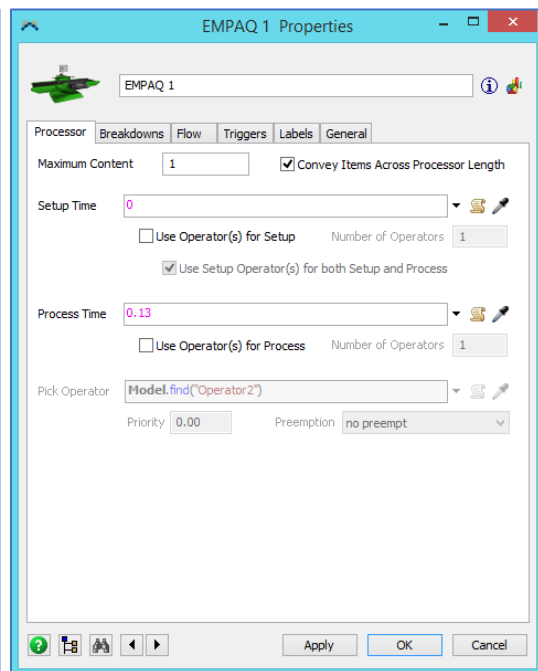 EMPAQ 1 Properties
EMPAQ 1
Processor Breakdowns Flow Triggers Labels General
Maximum Content 1 Convey Items Across Processor Length
Setup Time 0
Use Operator(s) for Setup Number of Operators 1
Use Setup Operator(s) for both Setup and Process
Process Time 0.13
Use Operator(s) for Process Number of Operators 1
Pick Operator Model.find("Operator2")
Priority 0.00 Preemption no preempt
Apply OK Cancel